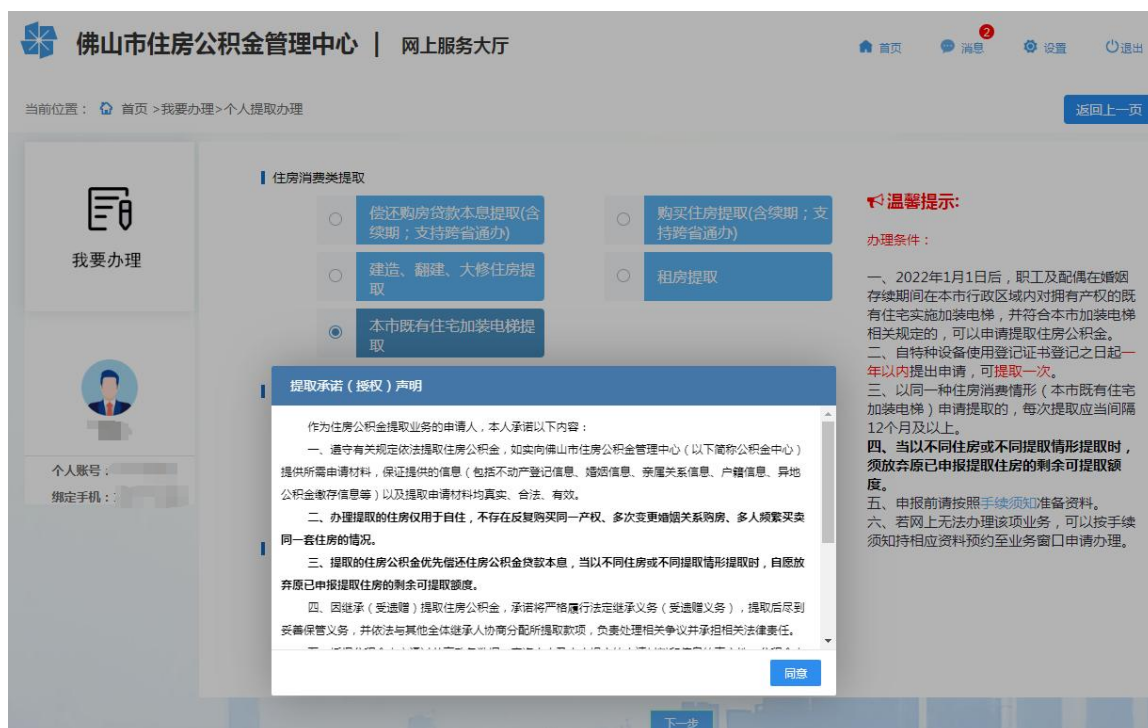 佛山市住房公积金管理中心 | 网上服务大厅
首页 消息 2 设置 退出
当前位置： 首页 >我要办理>个人提取办理
返回上一页
我要办理
个人账号：
绑定手机：
住房消费类提取
偿还购房贷款本息提取(含
续期；支持跨省通办)
购买住房提取(含续期；支
持跨省通办)
建造、翻建、大修住房提
取
租房提取
本市既有住宅加装电梯提
取
提取承诺（授权）声明
作为住房公积金提取业务的申请人，本人承诺以下内容：
一、遵守有关规定依法提取住房公积金，如实向佛山市住房公积金管理中心（以下简称公积金中心）
提供所需申请材料，保证提供的信息（包括不动产登记信息、婚姻信息、亲属关系信息、户籍信息、异地
公积金缴存信息等）以及提取申请材料均真实、合法、有效。
二、办理提取的住房仅用于自住，不存在反复购买同一产权、多次变更婚姻关系购房、多人频繁买卖
同一套住房的情况。
三、提取的住房公积金优先偿还住房公积金贷款本息，当以不同住房或不同提取情形提取时，自愿放
弃原已申报提取住房的剩余可提取额度。
四、因继承（受遗赠）提取住房公积金，承诺将严格履行法定继承义务（受遗赠义务），提取后尽到
妥善保管义务，并依法与其他全体继承人协商分配所提取款项，负责处理相关争议并承担相关法律责任。
同意
下一步
温馨提示:
办理条件：
一、2022年1月1日后，职工及配偶在婚姻
存续期间在本市行政区域内对拥有产权的既
有住宅实施加装电梯，并符合本市加装电梯
相关规定的，可以申请提取住房公积金。
二、自特种设备使用登记证书登记之日起一
年以内提出申请，可提取一次。
三、以同一种住房消费情形（本市既有住宅
加装电梯）申请提取的，每次提取应当间隔
12个月及以上。
四、当以不同住房或不同提取情形提取时，
须放弃原已申报提取住房的剩余可提取额
度。
五、申报前请按照手续须知准备资料。
六、若网上无法办理该项业务，可以按手续
须知持相应资料预约至业务窗口申请办理。